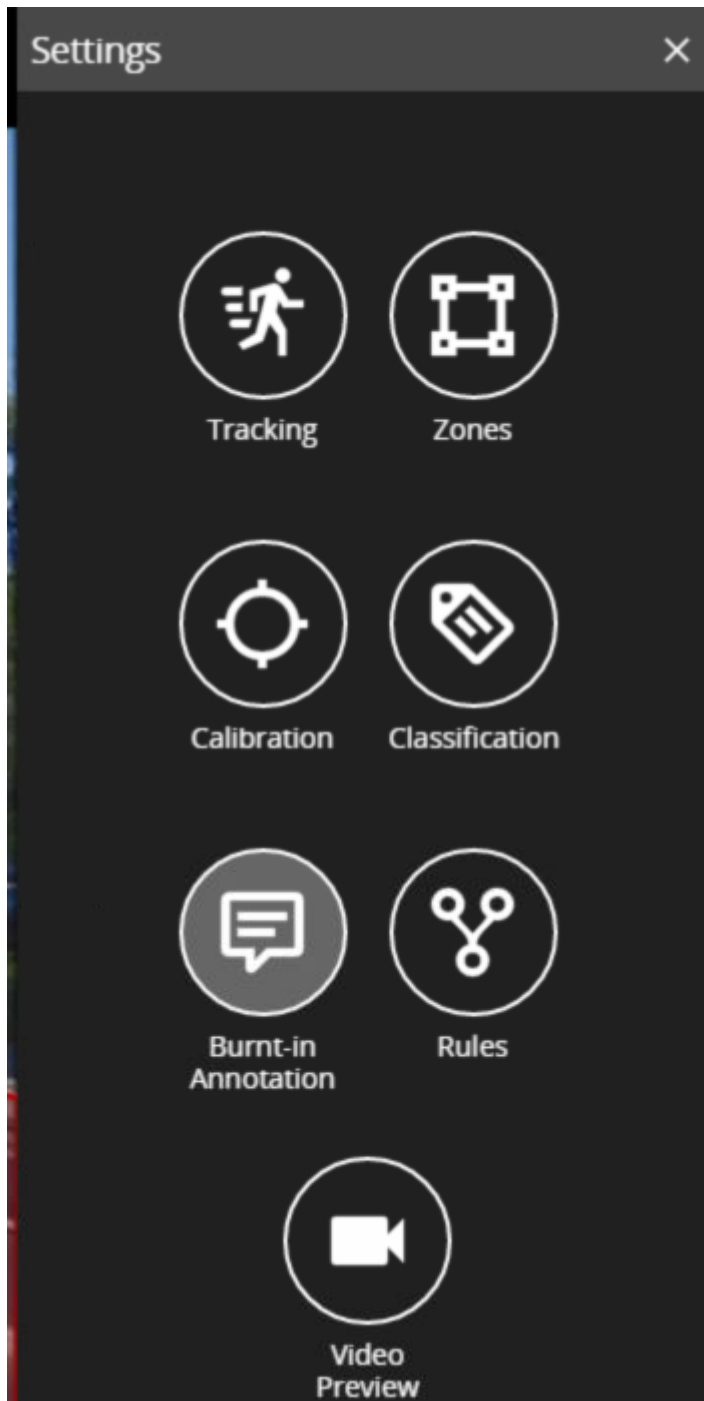 Settings
Tracking
Zones
Calibration
Classification
Burnt-in
Annotation
Rules
Video
Preview